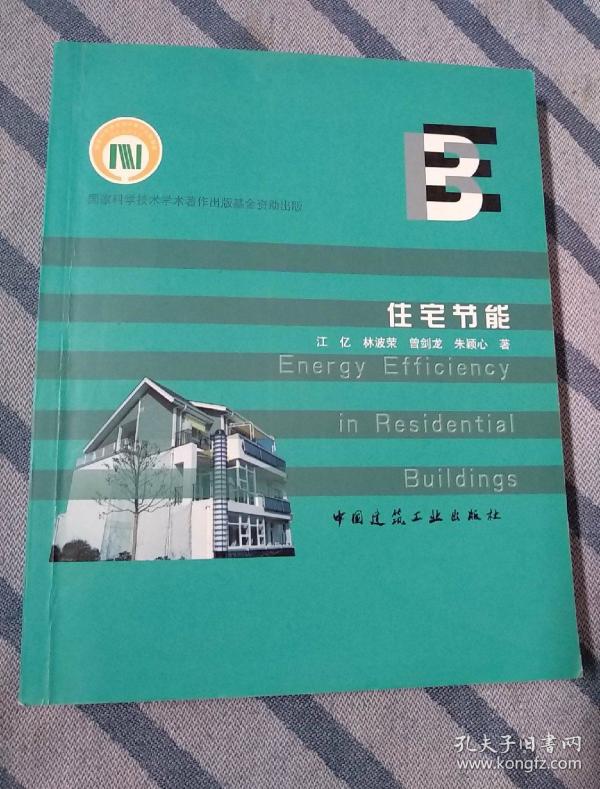 BE
国家科学技术学术著作出版基金资助出版
住宅节能
江 亿 林波荣 曾剑龙 朱颖心 著
Energy Efficiency
in Residential
Buildings
中国建筑工业出版社
孔夫子旧书网
www.kongfz.com